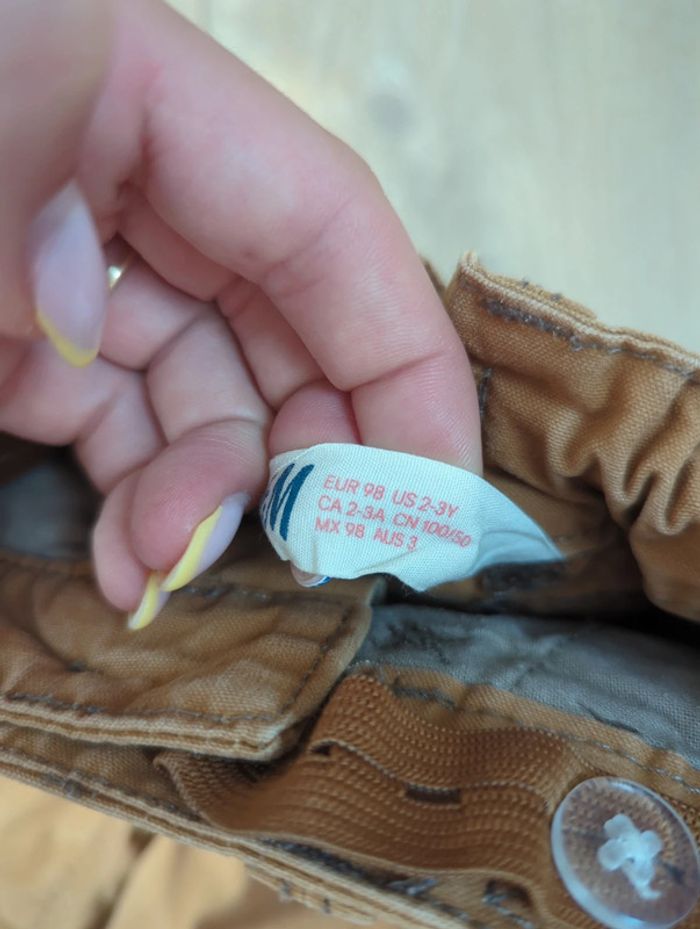 M
EUR 98 US 2-3Y
CA 2-3A CN 100/50
MX 98 AUS 3